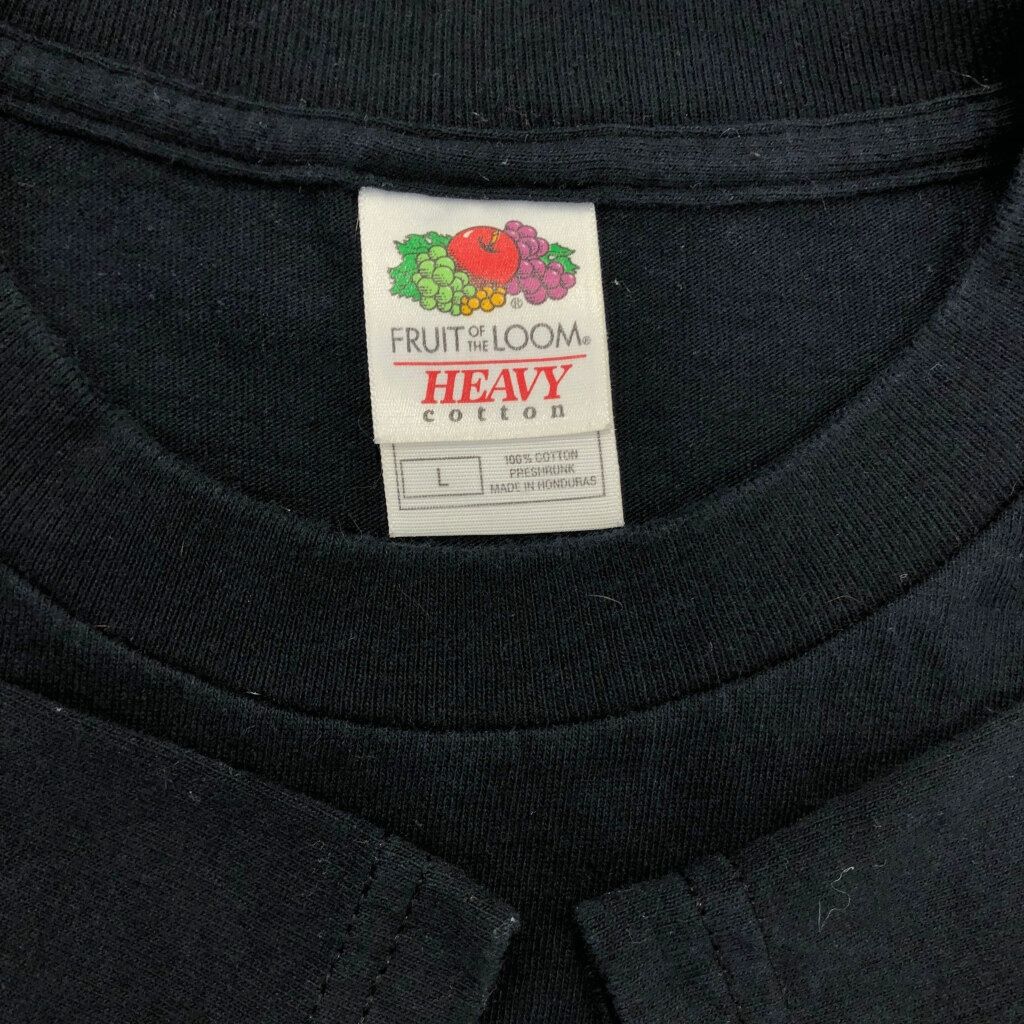 ®
FRUIT OF THE LOOM®
HEAVY
cotton
L
100% COTTON
PRESHRUNK
MADE IN HONDURAS